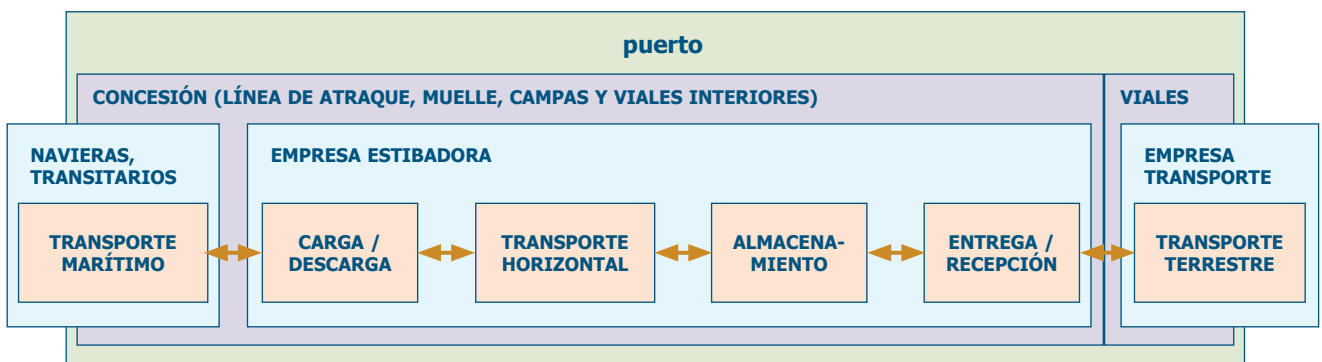 puerto
CONCESIÓN (LÍNEA DE ATRAQUE, MUELLE, CAMPAS Y VIALES INTERIORES)
VIALES
NAVIERAS,
TRANSITARIOS
EMPRESA ESTIBADORA
EMPRESA
TRANSPORTE
TRANSPORTE
MARÍTIMO
CARGA /
DESCARGA
TRANSPORTE
HORIZONTAL
ALMACENA-
MIENTO
ENTREGA /
RECEPCIÓN
TRANSPORTE
TERRESTRE